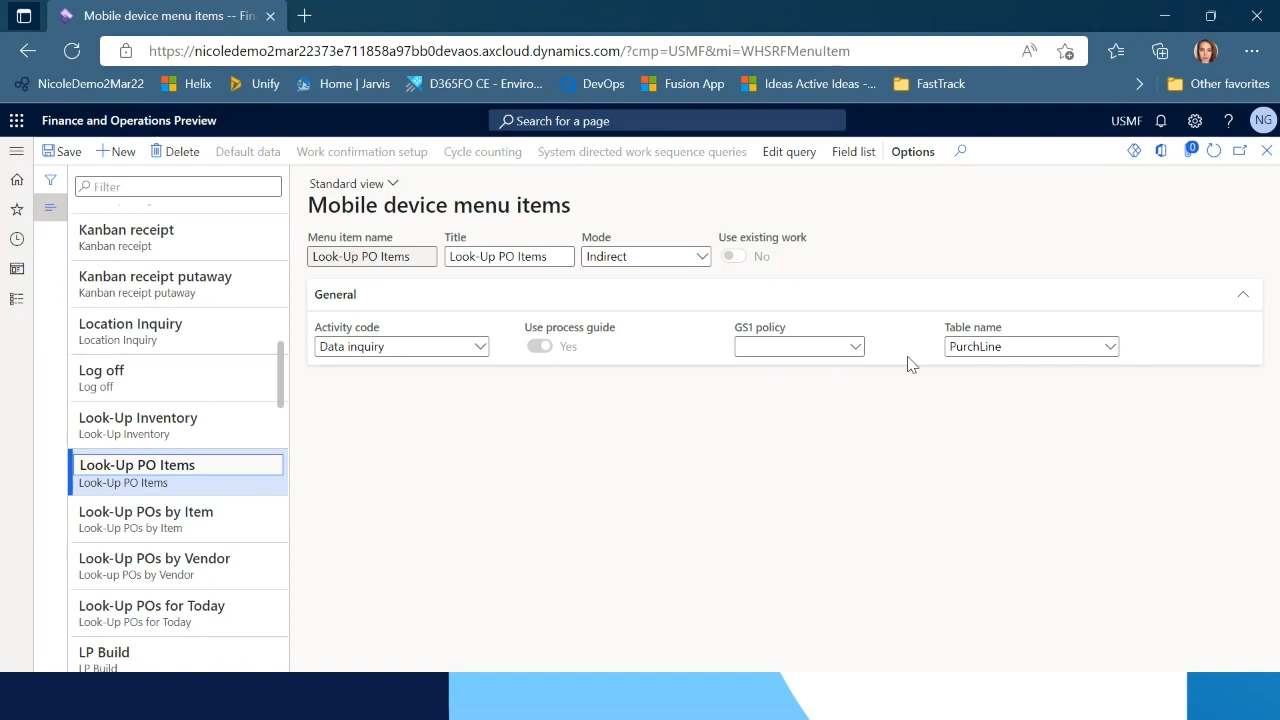 Mobile device menu items -- Fin
https://nicoledemo2mar22373e711858a97bb0devaos.axcloud.dynamics.com/?cmp=USMF&mi=WHSRFMenuItem
NicoleDemo2Mar22 Helix Unify Home | Jarvis D365FO CE - Enviro... DevOps Fusion App Ideas Active Ideas -... FastTrack Other favorites
Finance and Operations Preview Search for a page USMF ? NG
Save New Delete Default data Work confirmation setup Cycle counting System directed work sequence queries Edit query Field list Options 0
Filter
Kanban receipt
Kanban receipt
Kanban receipt putaway
Kanban receipt putaway
Location Inquiry
Location Inquiry
Log off
Log off
Look-Up Inventory
Look-Up Inventory
Look-Up PO Items
Look-Up PO Items
Look-Up POs by Item
Look-Up POs by Item
Look-Up POs by Vendor
Look-up POs by Vendor
Look-Up POs for Today
Look-Up POs for Today
LP Build
LP Build
Standard view
Mobile device menu items
Menu item name Title Mode Use existing work
Look-Up PO Items Look-Up PO Items Indirect No
General
Activity code Use process guide GS1 policy Table name
Data inquiry Yes PurchLine